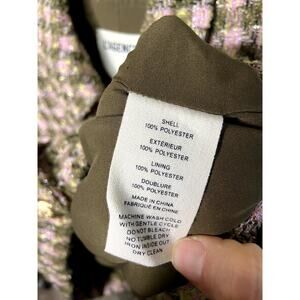 SHELL
100% POLYESTER
EXTÉRIEUR
100% POLYESTER
LINING
100% POLYESTER
DOUBLURE
100% POLYESTER
MADE IN CHINA
FABRIQUÉ EN CHINE
MACHINE WASH COLD
WITH GENTLE CYCLE
DO NOT BLEACH
NO TUMBLE DRY
IRON INSIDE OUT
DRY CLEAN